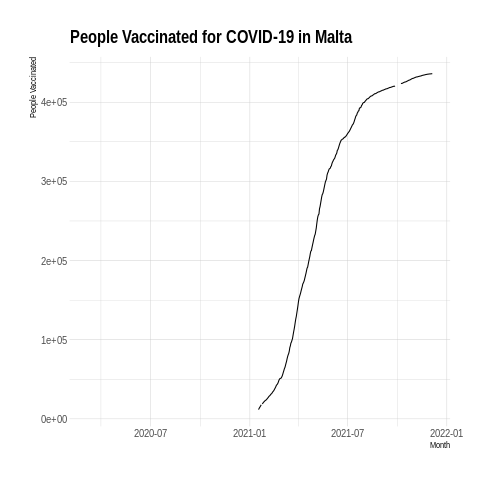 People Vaccinated for COVID-19 in Malta
People Vaccinated
4e+05
3e+05
2e+05
1e+05
0e+00
2020-07 2021-01 2021-07 2022-01
Month